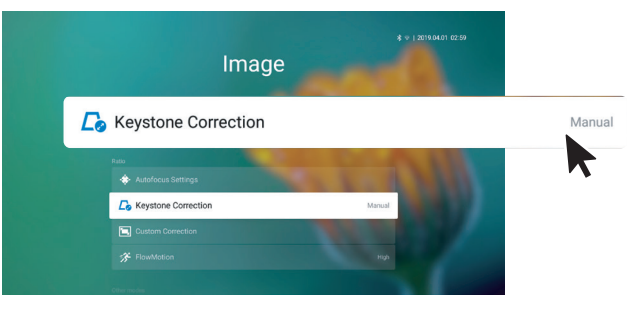 2019.04.01 02:59
Image
Keystone Correction Manual
Ratio
Autofocus Settings
Keystone Correction Manual
Custom Correction
FlowMotion High